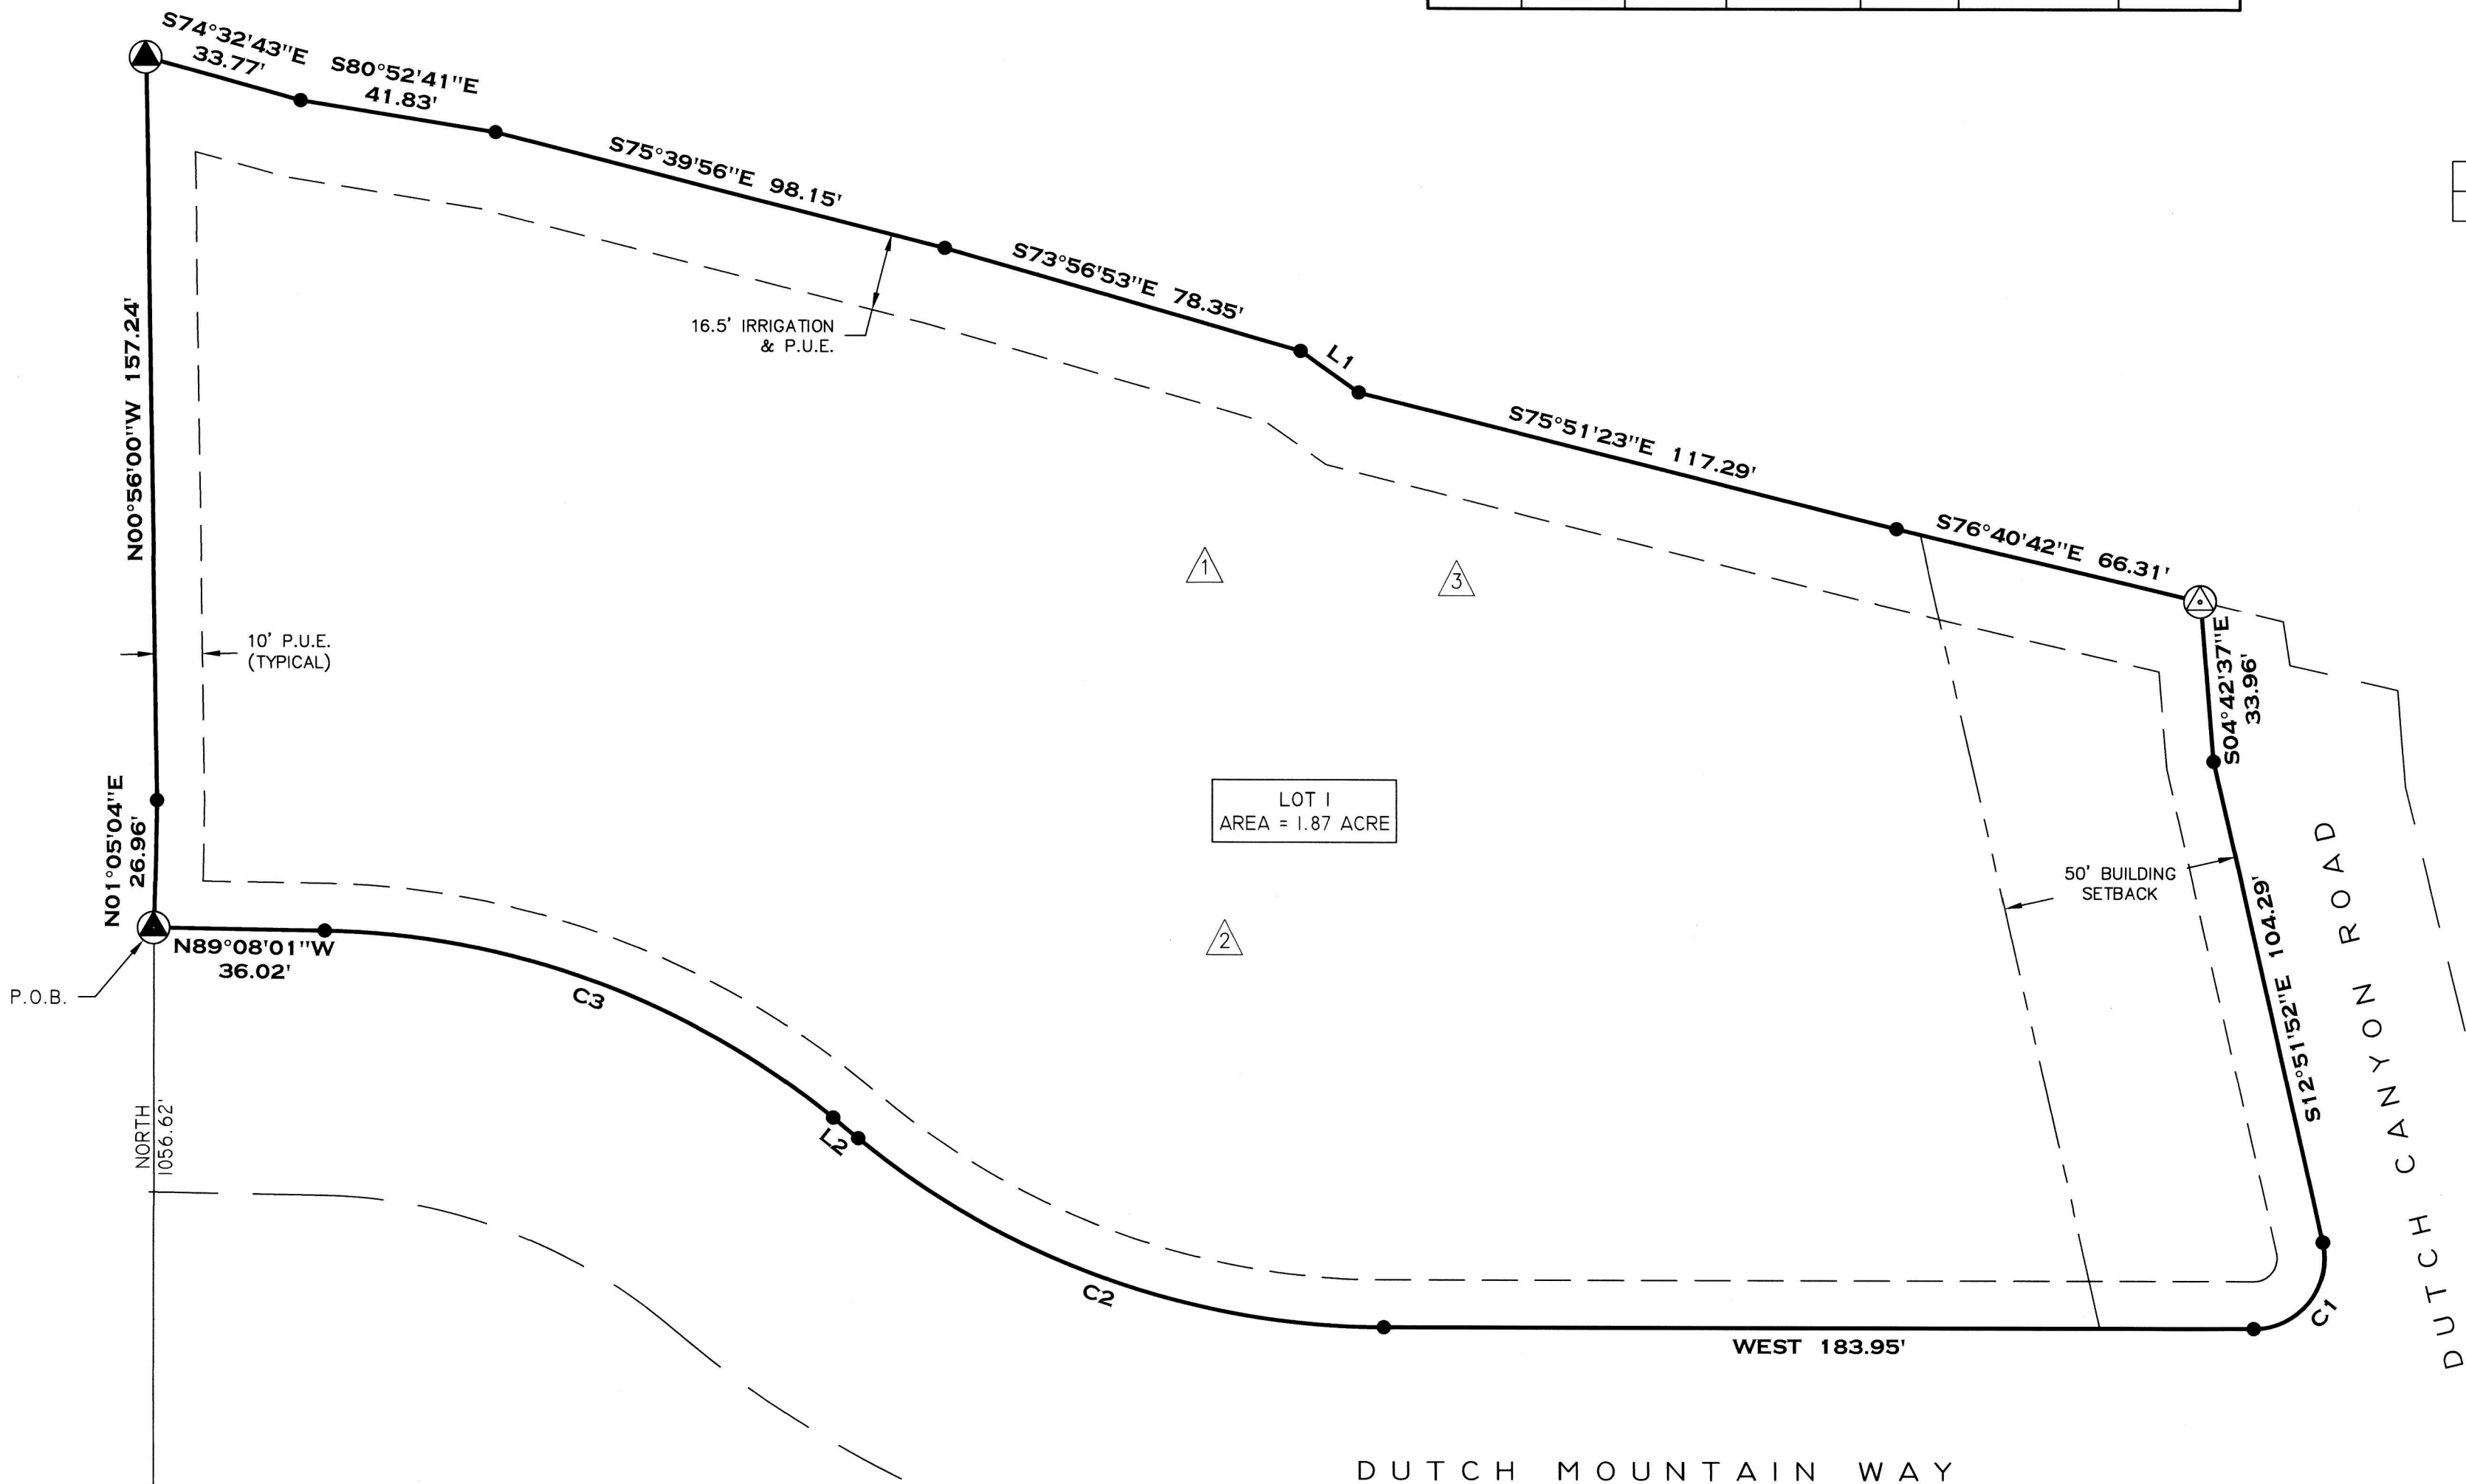 S74°32'43"E
33.77'
S80°52'41"E
41.83'
S75°39'56"E 98.15'
S73°56'53"E 78.35'
L1
16.5' IRRIGATION
& P.U.E.
S75°51'23"E 117.29'
S76°40'42"E 66.31'
N00°56'00"W 157.24'
1
3
10' P.U.E.
(TYPICAL)
S04°42'37"E
33.96'
LOT 1
AREA = 1.87 ACRE
N01°05'04"E
26.96'
50' BUILDING
SETBACK
S12°51'52"E 104.29'
DUTCH CANYON ROAD
2
N89°08'01"W
36.02'
P.O.B.
C3
L2
NORTH
1056.62'
C2
C1
WEST 183.95'
DUTCH MOUNTAIN WAY